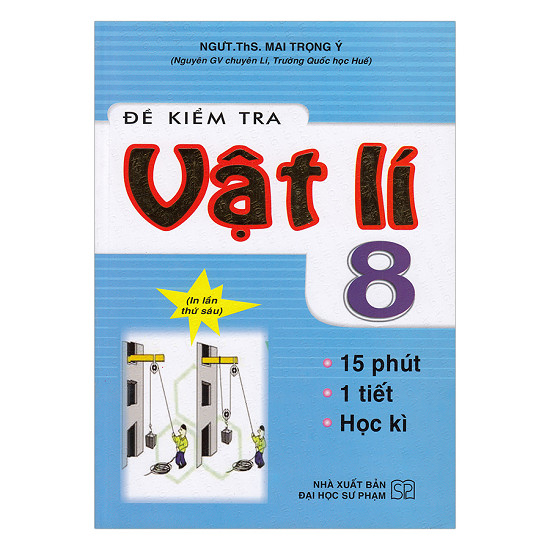 NGƯT.ThS. MAI TRỌNG Ý
(Nguyên GV chuyên Lí, Trường Quốc học Huế)
ĐỀ KIỂM TRA
Vật lí
8
(In lần
thứ sáu)
• 15 phút
• 1 tiết
• Học kì
NHÀ XUẤT BẢN
ĐẠI HỌC SƯ PHẠM
SP